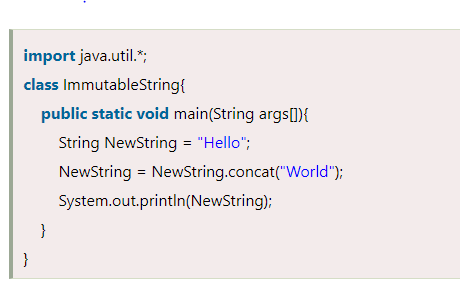 import java.util.*;
class ImmutableString{
public static void main(String args[]){
String NewString = "Hello";
NewString = NewString.concat("World");
System.out.println(NewString);
}
}